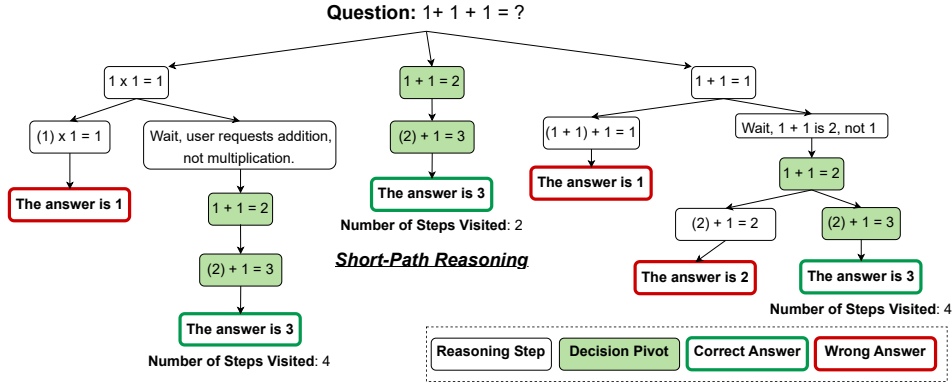 Question: 1+ 1 + 1 = ?
1 x 1 = 1
1 + 1 = 2
1 + 1 = 1
(1) x 1 = 1
Wait, user requests addition,
not multiplication.
(2) + 1 = 3
(1 + 1) + 1 = 1
Wait, 1 + 1 is 2, not 1
The answer is 1
1 + 1 = 2
The answer is 3
Number of Steps Visited: 2
The answer is 1
1 + 1 = 2
(2) + 1 = 3
Short-Path Reasoning
(2) + 1 = 2
(2) + 1 = 3
The answer is 2
The answer is 3
Number of Steps Visited: 4
The answer is 3
Number of Steps Visited: 4
Reasoning Step
Decision Pivot
Correct Answer
Wrong Answer